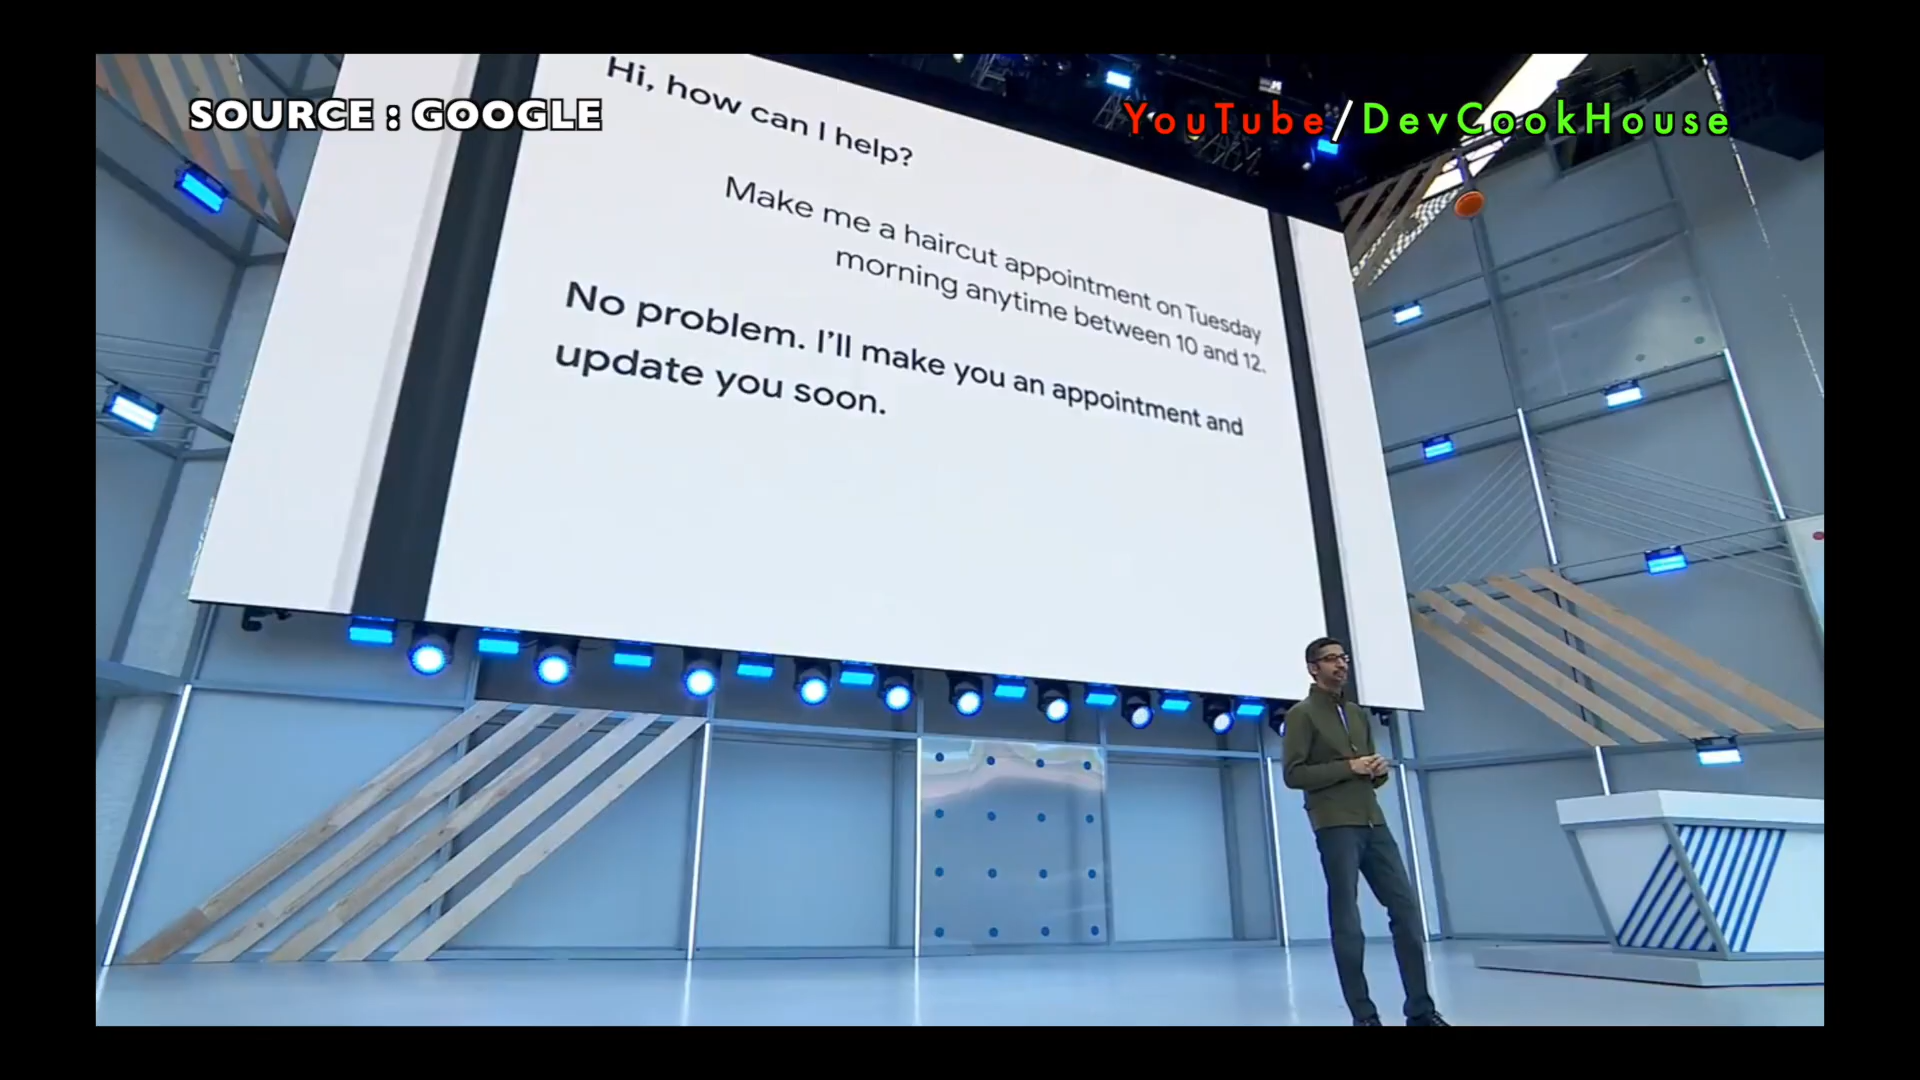 SOURCE : GOOGLE
YouTube/DevCookHouse
Hi, how can I help?
Make me a haircut appointment on Tuesday
morning anytime between 10 and 12.
No problem. I'll make you an appointment and
update you soon.